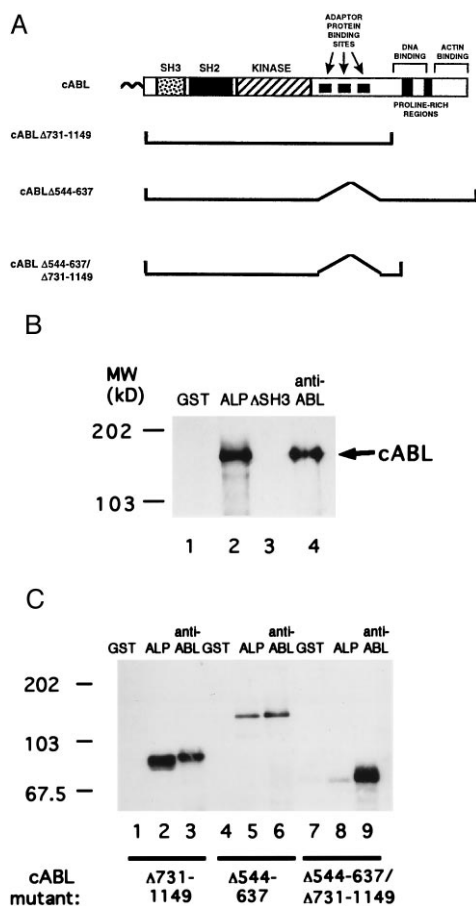 A
ADAPTOR
PROTEIN
BINDING
SITES
DNA
BINDING
ACTIN
BINDING
SH3 SH2 KINASE
cABL
PROLINE-RICH
REGIONS
cABLΔ731-1149
cABLΔ544-637
cABL Δ544-637/
Δ731-1149
B
MW
(kD)
GST ALP ΔSH3 anti-
ABL
202
cABL
103
1 2 3 4
C
GST ALP anti-
ABL GST ALP anti-
ABL GST ALP anti-
ABL
202
103
67.5
1 2 3 4 5 6 7 8 9
cABL
mutant:
Δ731-
1149
Δ544-
637
Δ544-637/
Δ731-1149